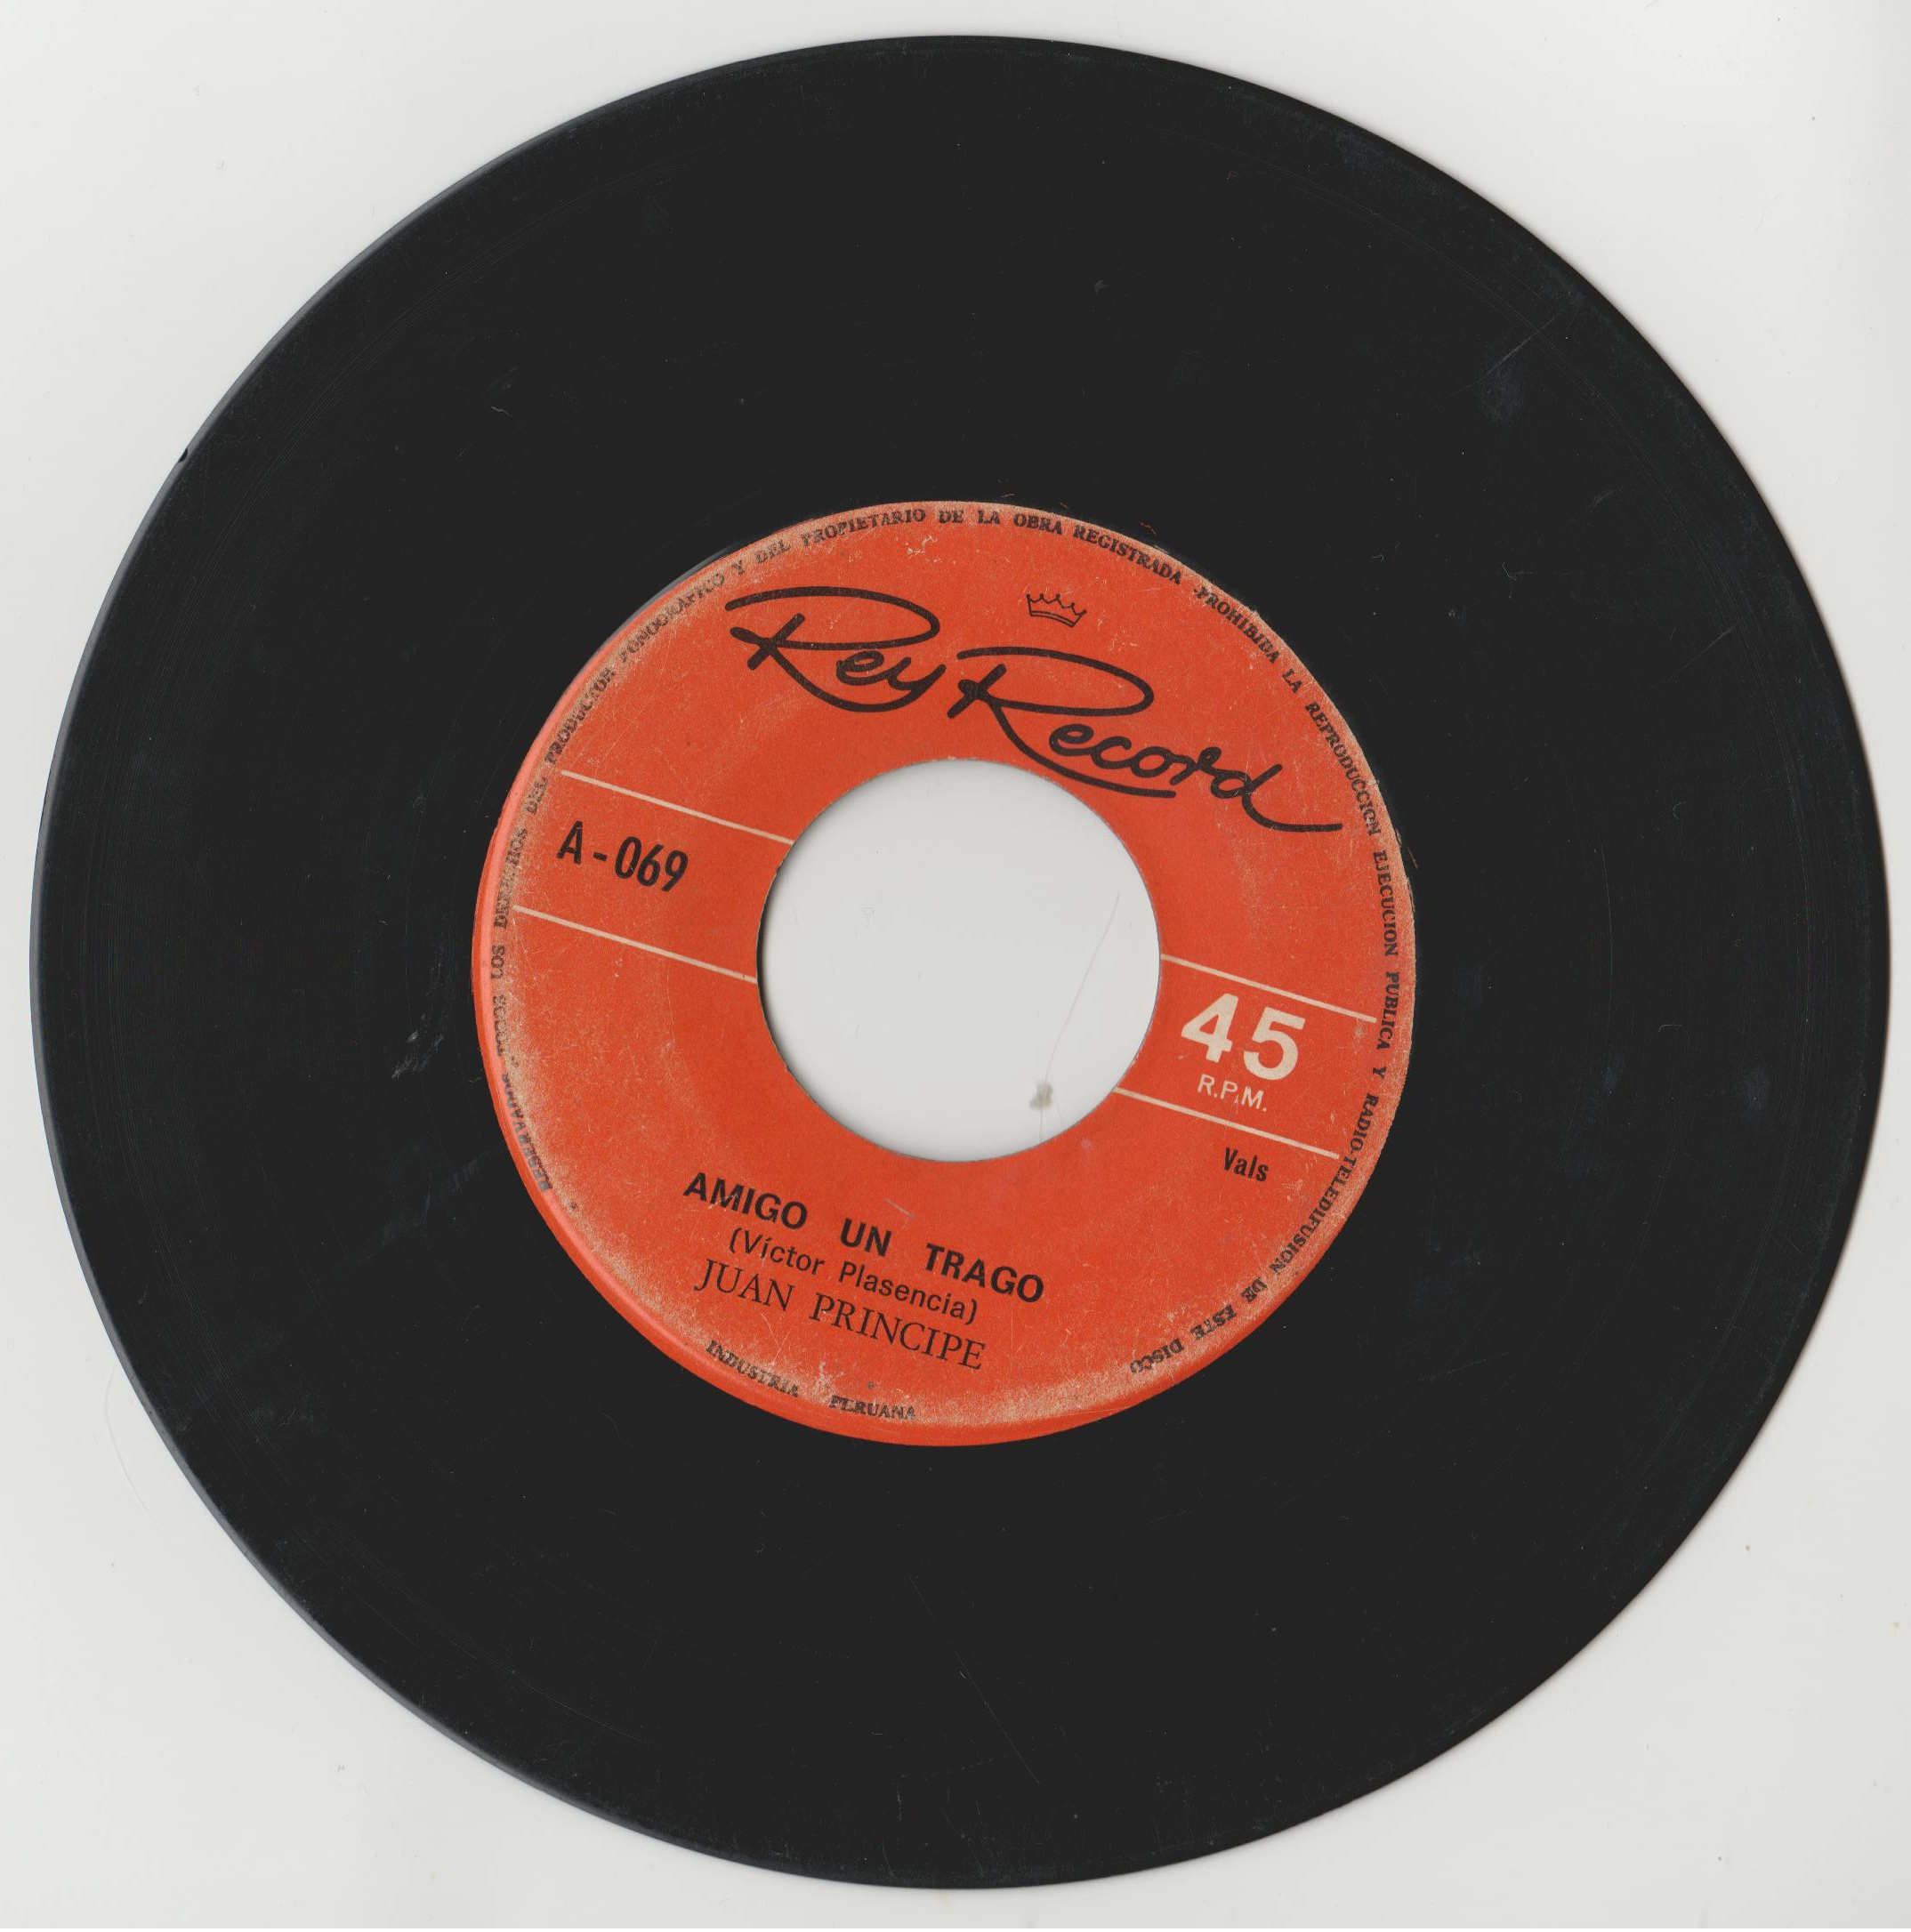 RESERVADOS TODOS LOS DERECHOS DEL PRODUCTOR FONOGRAFICO Y DEL PROPIETARIO DE LA OBRA REGISTRADA - PROHIBIDA LA REPRODUCCION EJECUCION PUBLICA Y RADIO-TELEDIFUSION DE ESTE DISCO
Rey Record
A-069
45
R.P.M.
Vals
AMIGO UN TRAGO
(Víctor Plasencia)
JUAN PRINCIPE
INDUSTRIA PERUANA